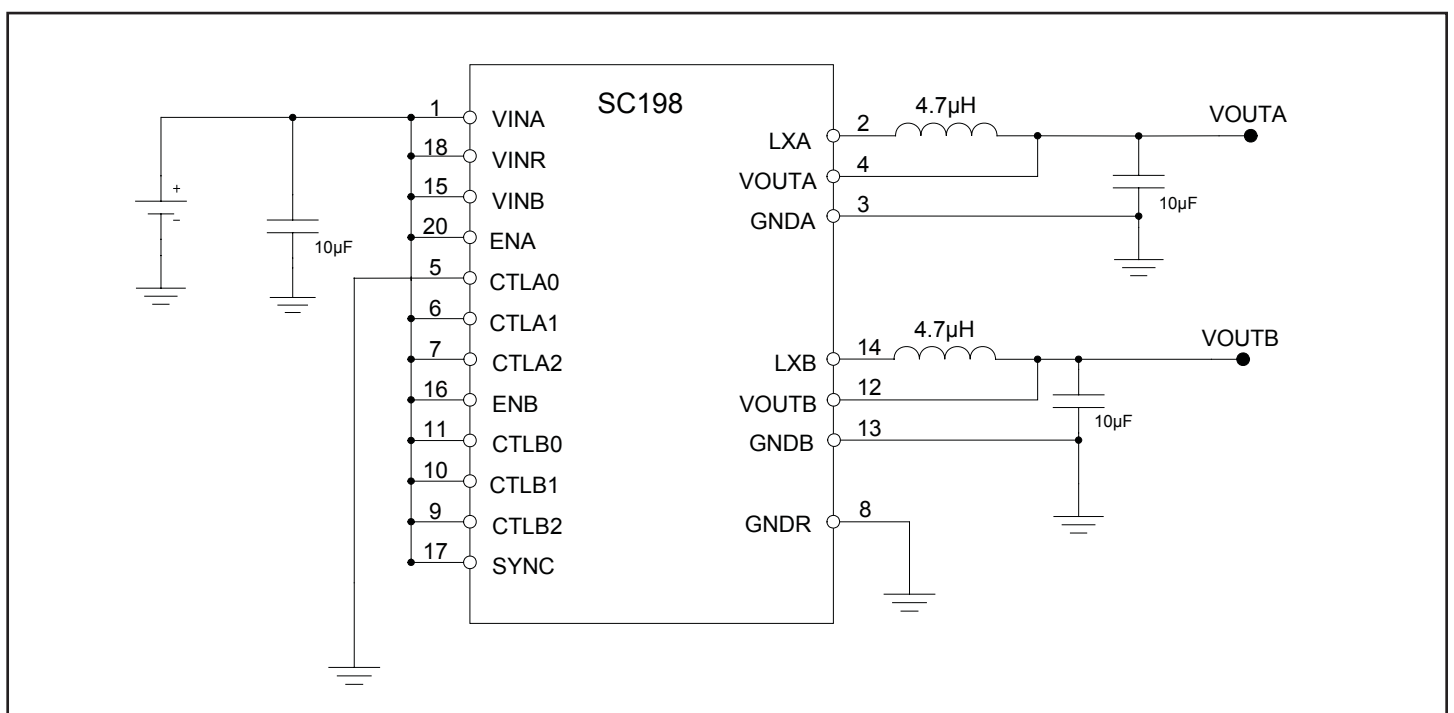 SC198
1 VINA
18 VINR
15 VINB
20 ENA
5 CTLA0
6 CTLA1
7 CTLA2
16 ENB
11 CTLB0
10 CTLB1
9 CTLB2
17 SYNC
+
-
10µF
LXA 2 4.7µH VOUTA
VOUTA 4
GNDA 3
10µF
LXB 14 4.7µH VOUTB
VOUTB 12
GNDB 13
10µF
GNDR 8